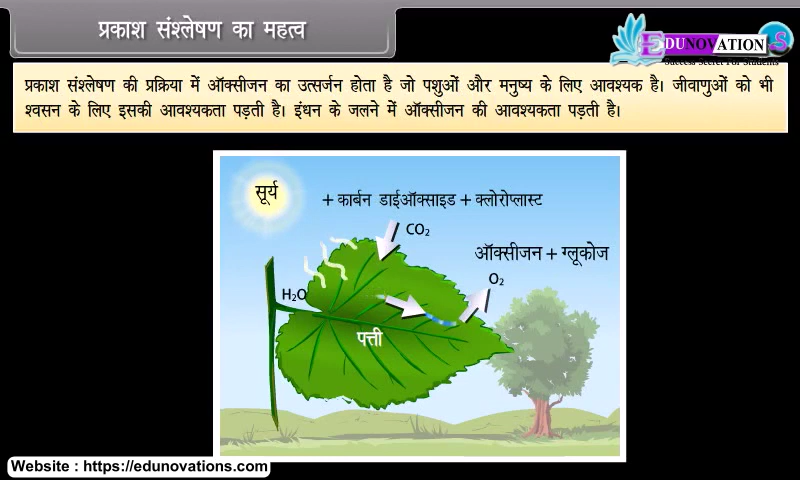 प्रकाश संश्लेषण का महत्व
EDUNOVATION.S
Success Secret For Students
प्रकाश संश्लेषण की प्रक्रिया में ऑक्सीजन का उत्सर्जन होता है जो पशुओं और मनुष्य के लिए आवश्यक है। जीवाणुओं को भी
श्वसन के लिए इसकी आवश्यकता पड़ती है। इंधन के जलने में ऑक्सीजन की आवश्यकता पड़ती है।
सूर्य
+ कार्बन डाईऑक्साइड + क्लोरोप्लास्ट
CO₂
ऑक्सीजन + ग्लूकोज
O₂
H₂O
पत्ती
Website : https://edunovations.com